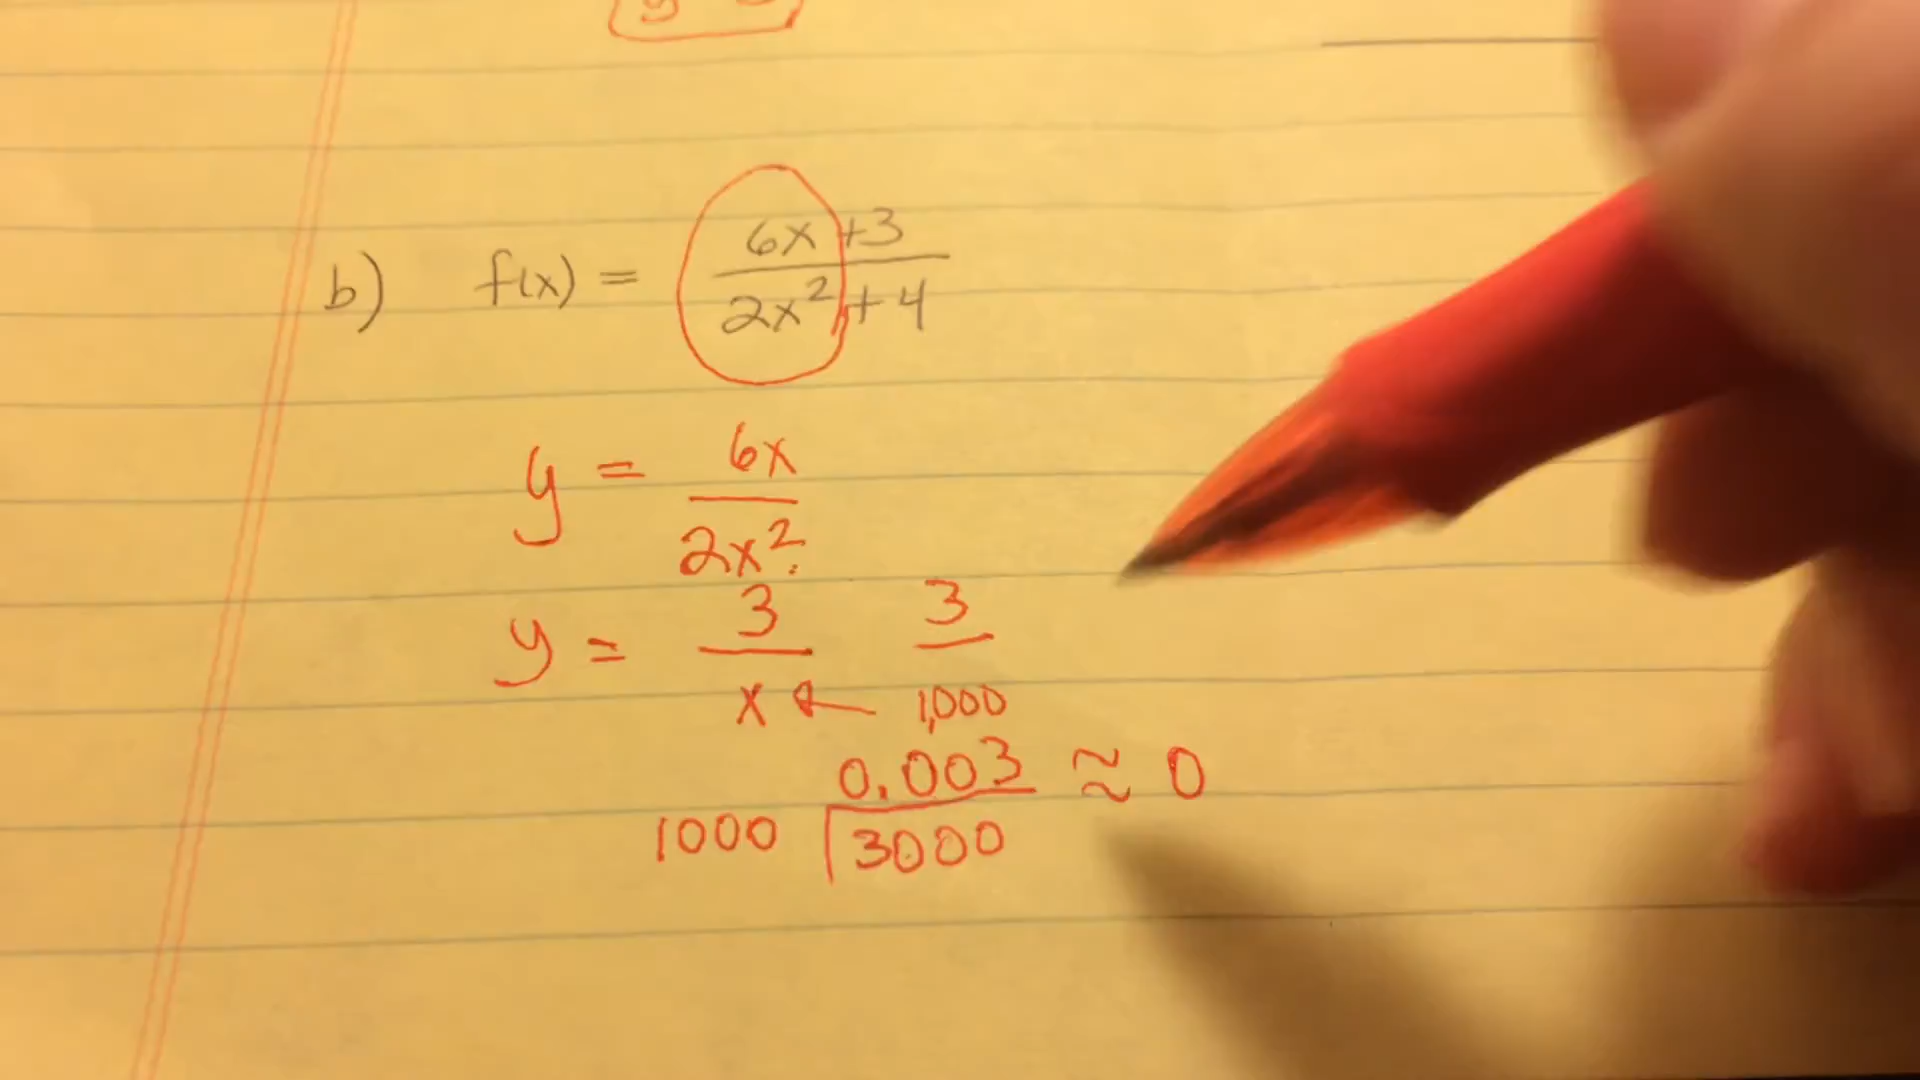 b) f(x) = 6x+3
2x²+4
y = 6x
2x²
y = 3 3
x ← 1,000
0.003 ≈ 0
1000 3000